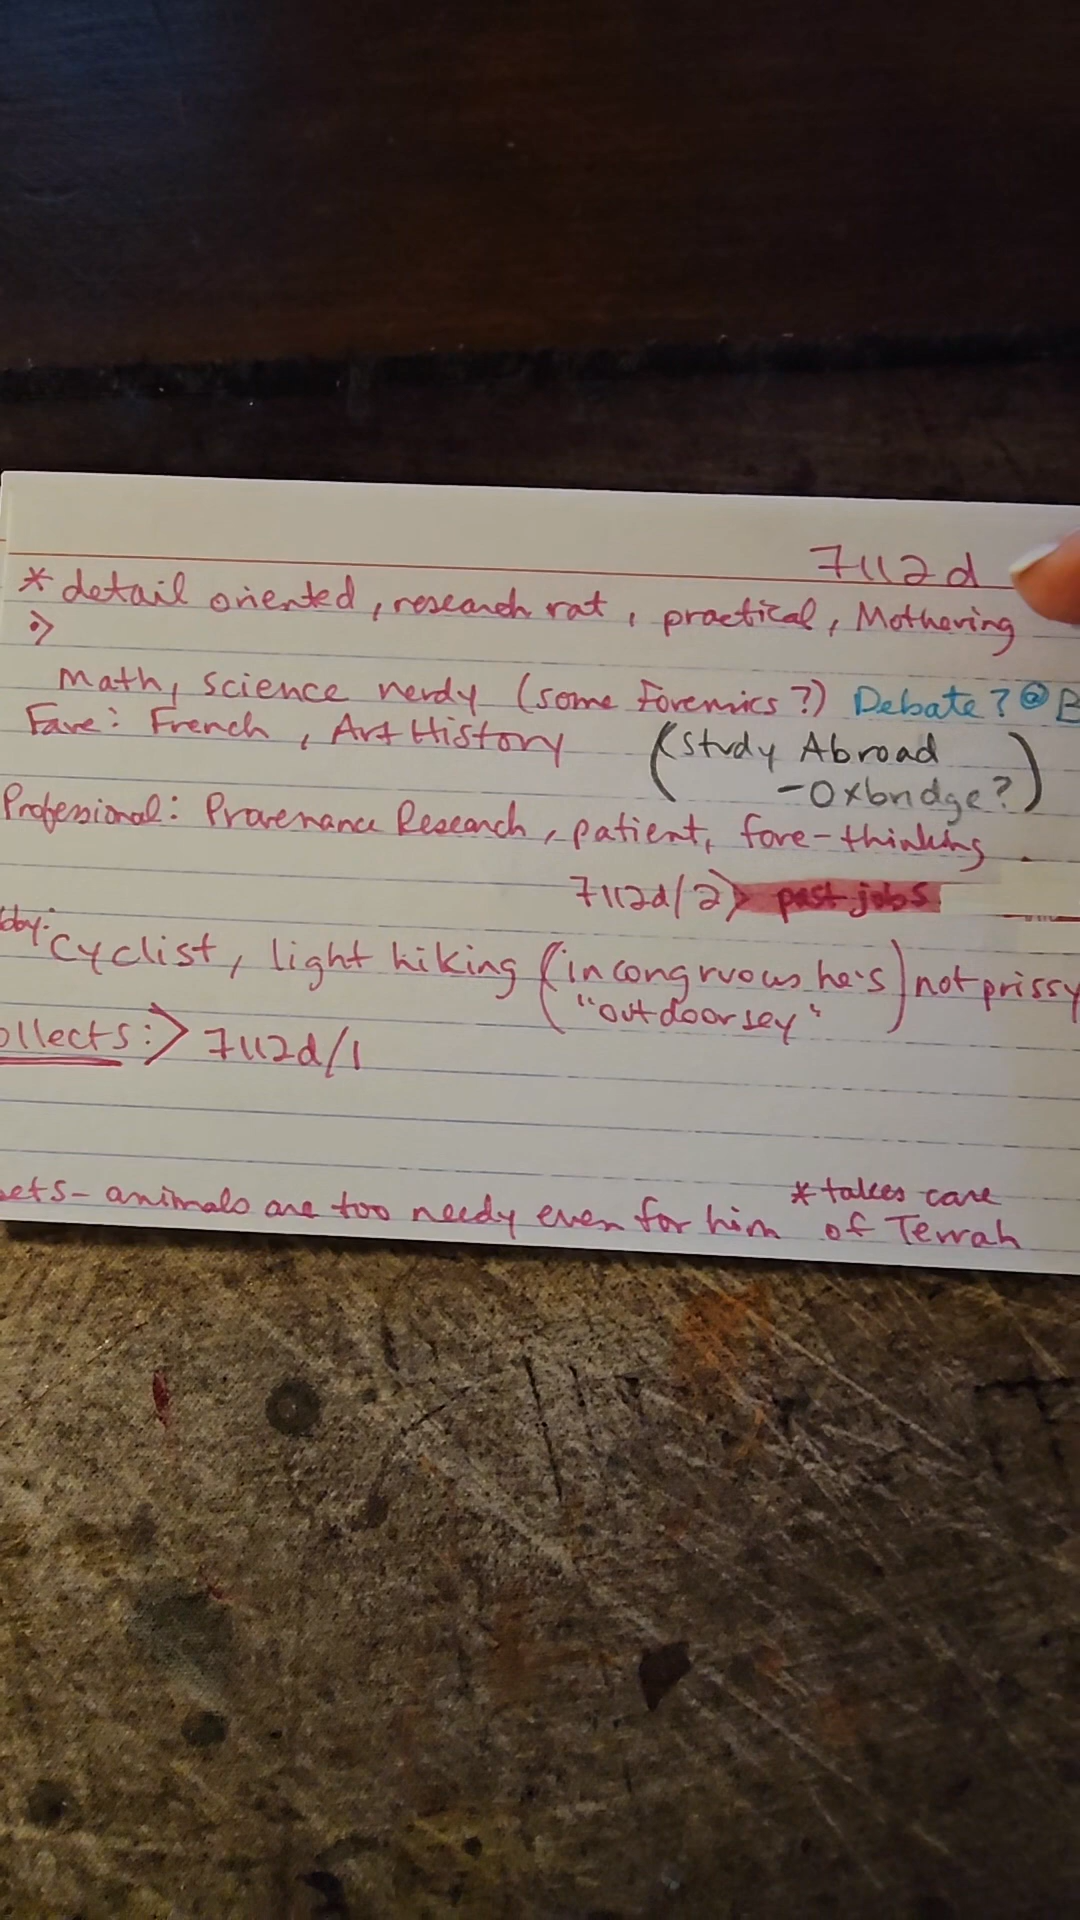 7112d
* detail oriented, research rat, practical, Mothering
math, science nerdy (some Forensics?) Debate? @ B
Fave: French, Art History (Study Abroad
-Oxbridge?)
Professional: Provenance Research, patient, fore-thinking
7112d/2> past jobs
bby: cyclist, light hiking (incongruous he's) not prissy
"outdoorsey"
ollects:> 7112d/1
ets- animals are too needy even for him * takes care
of Terrah